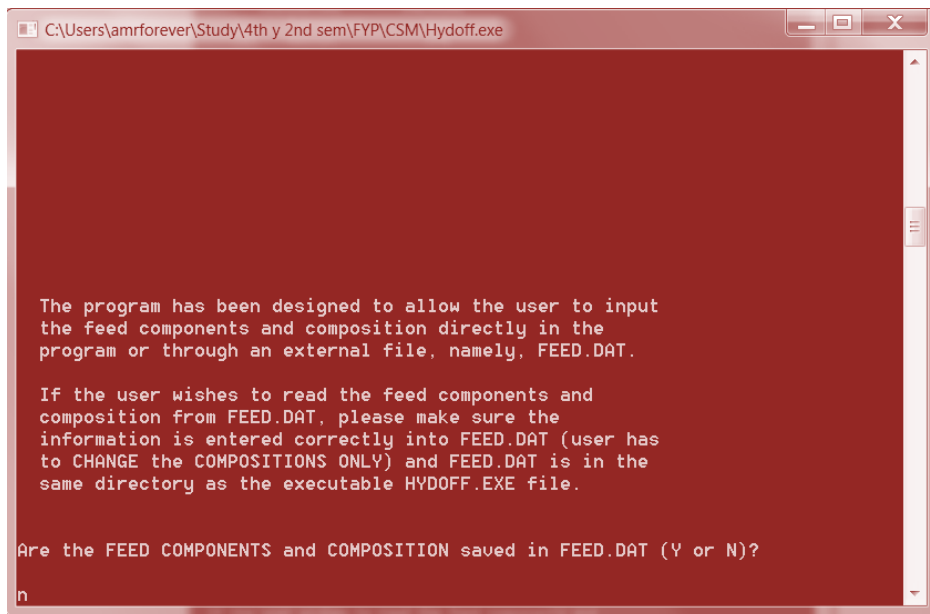 C:\Users\amrforever\Study\4th y 2nd sem\FYP\CSM\Hydoff.exe
The program has been designed to allow the user to input
the feed components and composition directly in the
program or through an external file, namely, FEED.DAT.
If the user wishes to read the feed components and
composition from FEED.DAT, please make sure the
information is entered correctly into FEED.DAT (user has
to CHANGE the COMPOSITIONS ONLY) and FEED.DAT is in the
same directory as the executable HYDOFF.EXE file.
Are the FEED COMPONENTS and COMPOSITION saved in FEED.DAT (Y or N)?
n